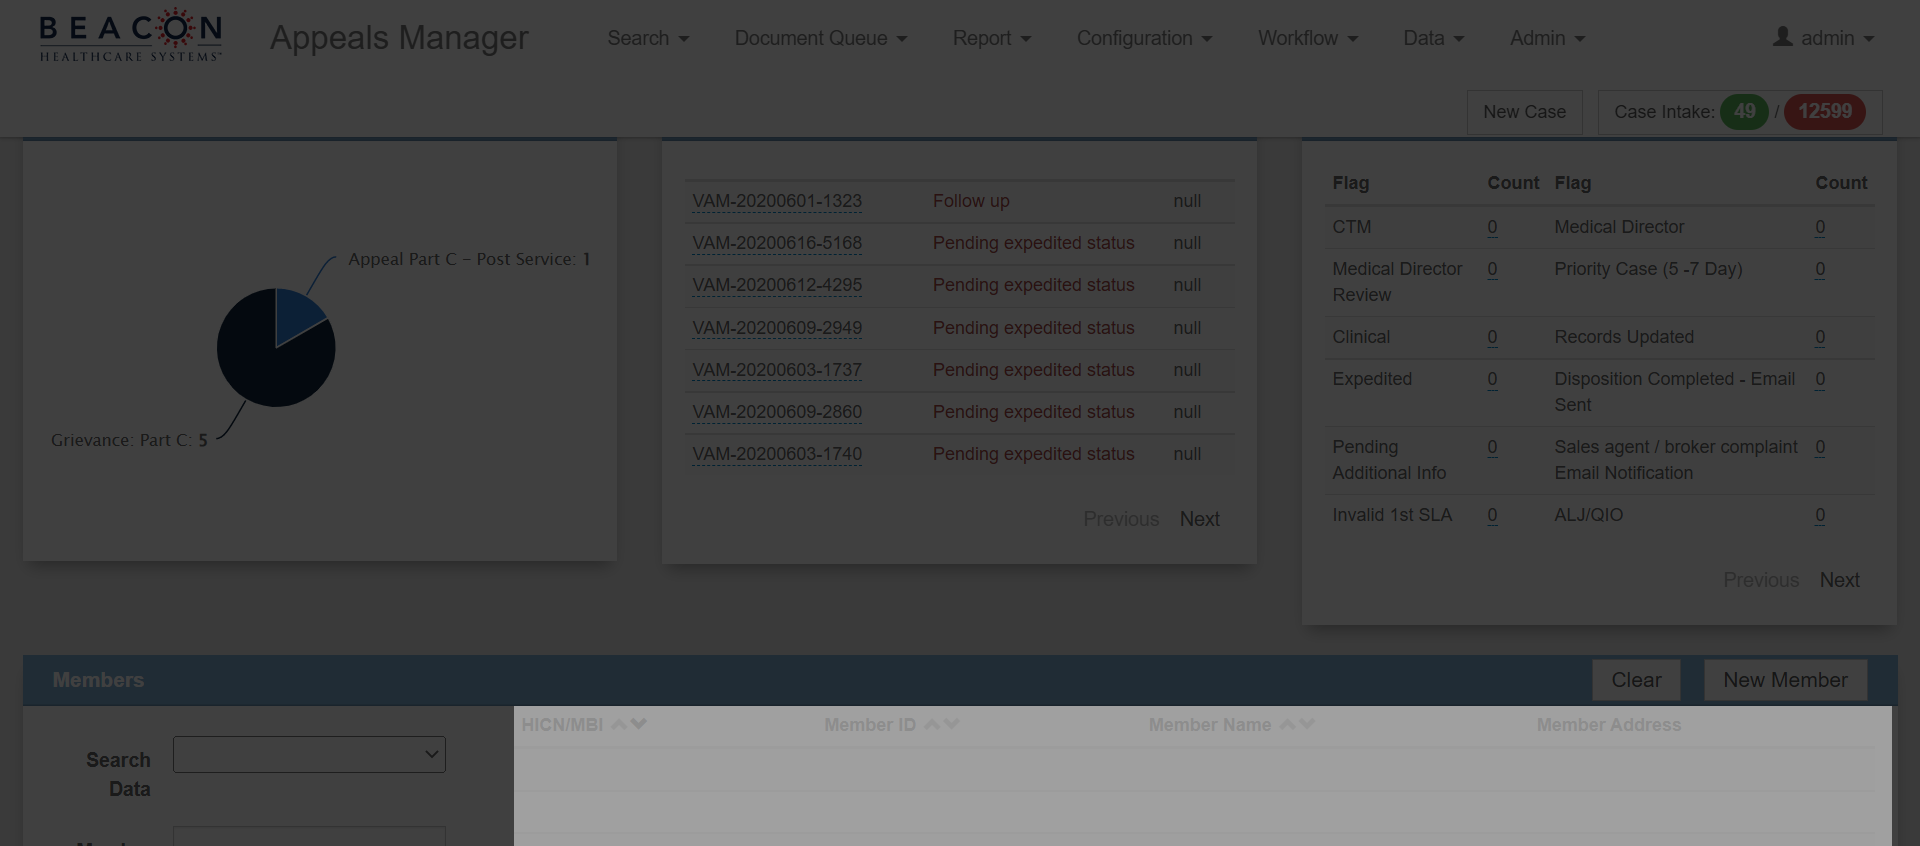 BEACON
HEALTHCARE SYSTEMS
Appeals Manager
Search
Document Queue
Report
Configuration
Workflow
Data
Admin
admin
New Case
Case Intake: 49 / 12599
Appeal Part C - Post Service: 1
Grievance: Part C: 5
VAM-20200601-1323 Follow up null
VAM-20200616-5168 Pending expedited status null
VAM-20200612-4295 Pending expedited status null
VAM-20200609-2949 Pending expedited status null
VAM-20200603-1737 Pending expedited status null
VAM-20200609-2860 Pending expedited status null
VAM-20200603-1740 Pending expedited status null
Previous Next
Flag Count Flag Count
CTM 0 Medical Director 0
Medical Director 0 Priority Case (5 -7 Day) 0
Review
Clinical 0 Records Updated 0
Expedited 0 Disposition Completed - Email 0
Sent
Pending 0 Sales agent / broker complaint 0
Additional Info Email Notification
Invalid 1st SLA 0 ALJ/QIO 0
Previous Next
Members
Clear
New Member
HICN/MBI Member ID Member Name Member Address
Search
Data